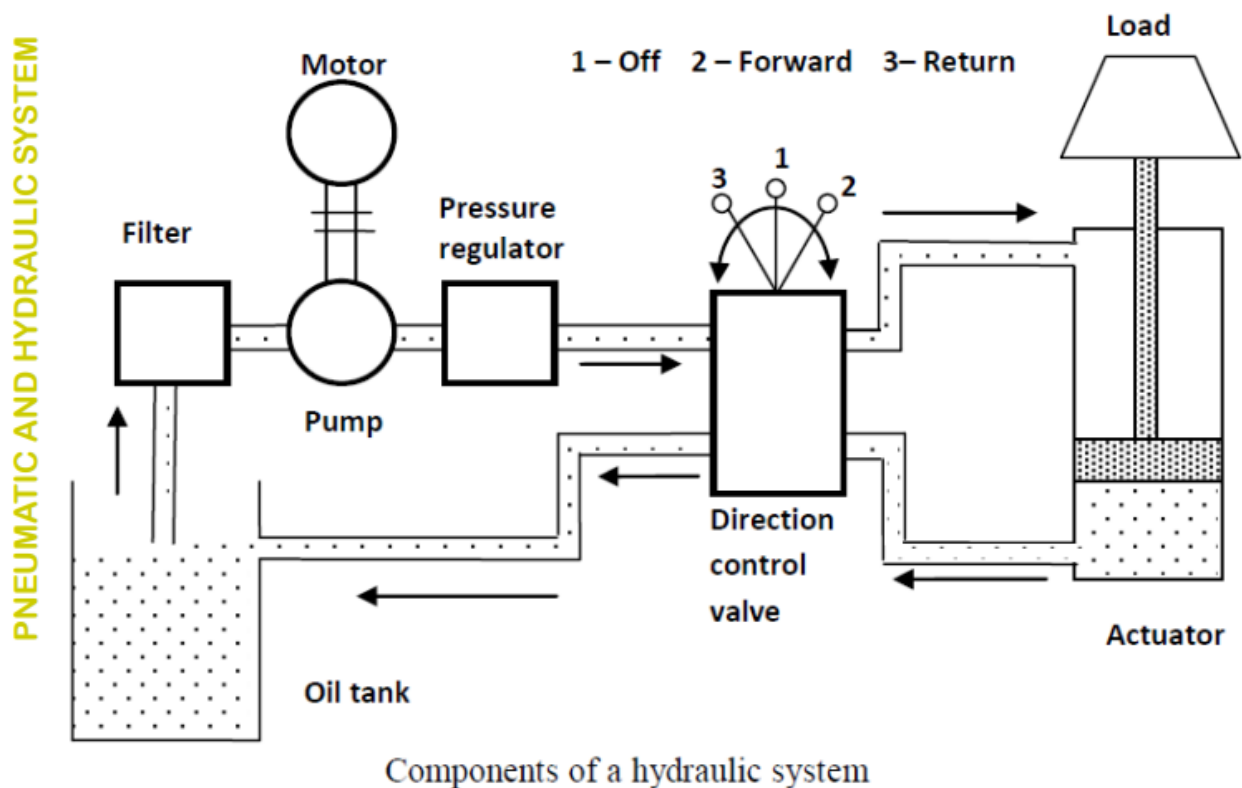 PNEUMATIC AND HYDRAULIC SYSTEM
Load
Motor
1 – Off 2 – Forward 3– Return
1
3
2
Pressure
regulator
Filter
Pump
Direction
control
valve
Actuator
Oil tank
Components of a hydraulic system